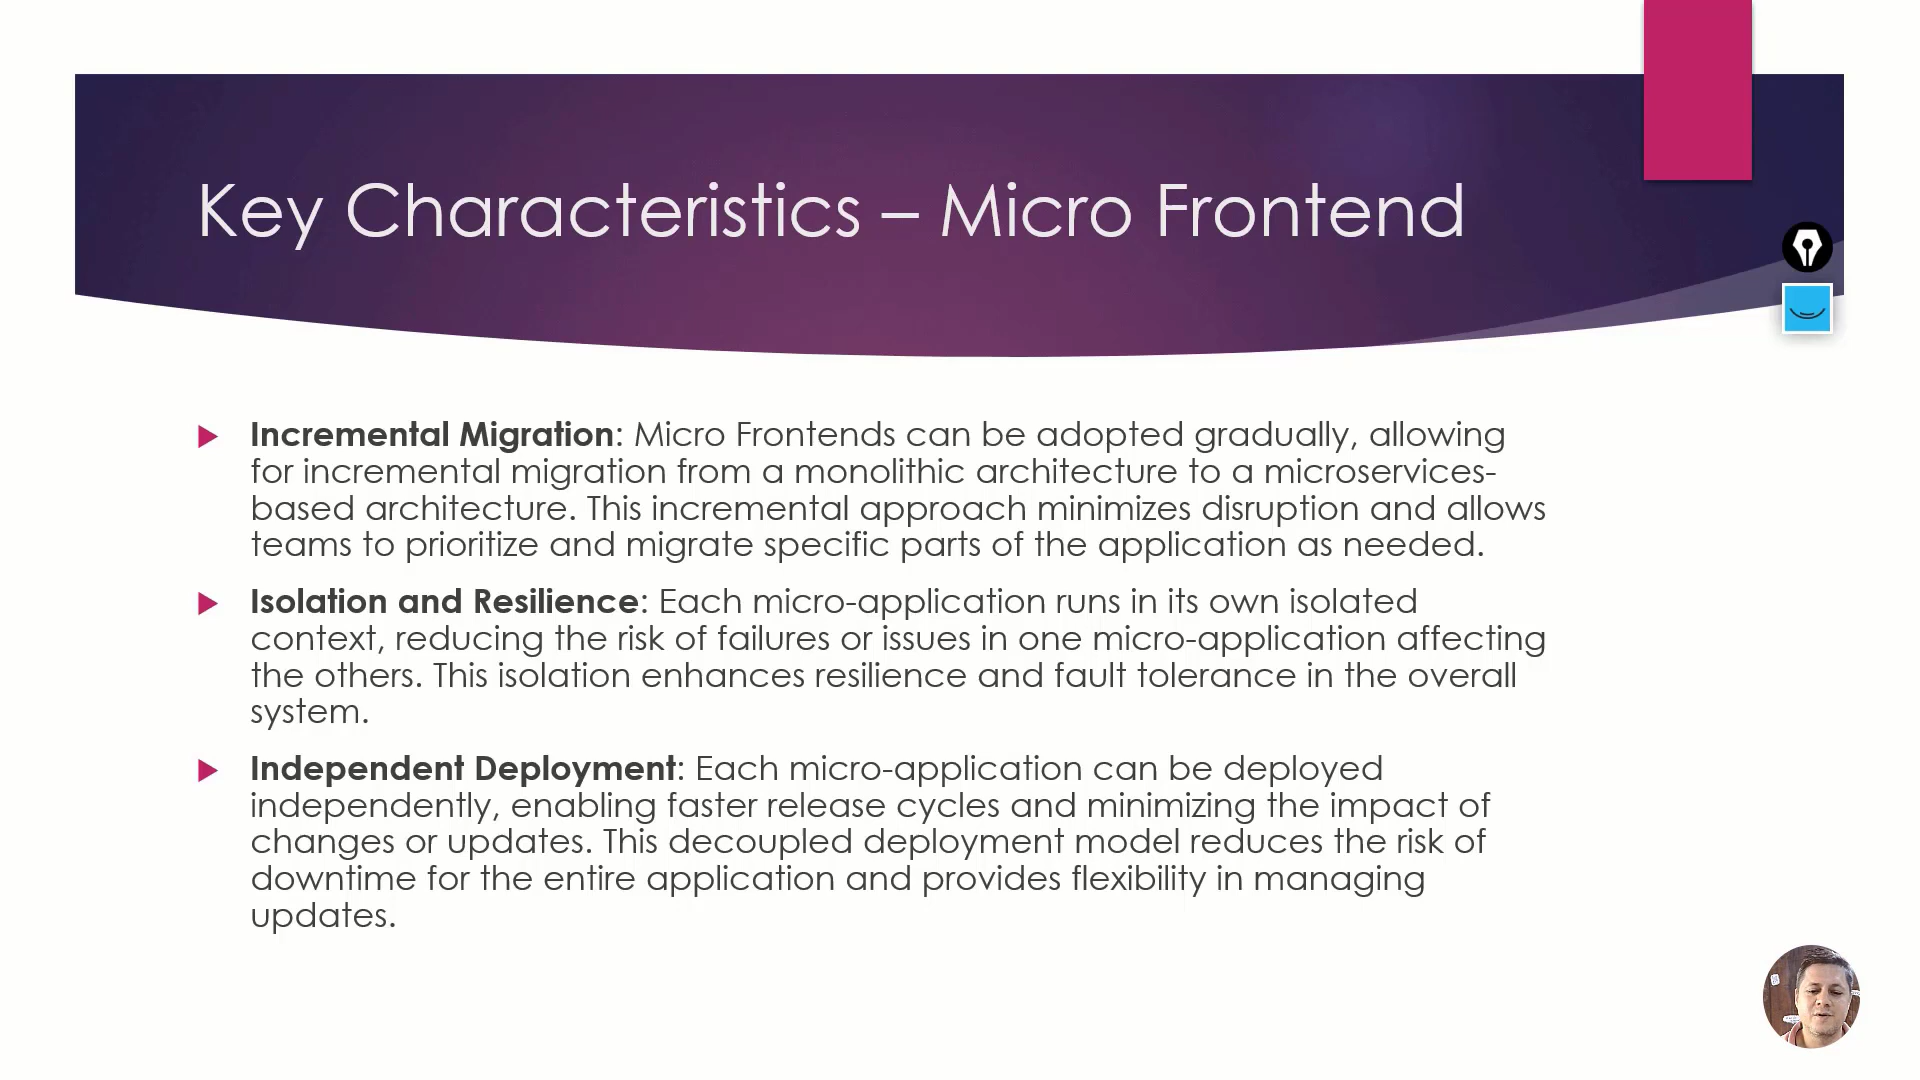 Key Characteristics – Micro Frontend
Incremental Migration: Micro Frontends can be adopted gradually, allowing
for incremental migration from a monolithic architecture to a microservices-
based architecture. This incremental approach minimizes disruption and allows
teams to prioritize and migrate specific parts of the application as needed.
Isolation and Resilience: Each micro-application runs in its own isolated
context, reducing the risk of failures or issues in one micro-application affecting
the others. This isolation enhances resilience and fault tolerance in the overall
system.
Independent Deployment: Each micro-application can be deployed
independently, enabling faster release cycles and minimizing the impact of
changes or updates. This decoupled deployment model reduces the risk of
downtime for the entire application and provides flexibility in managing
updates.